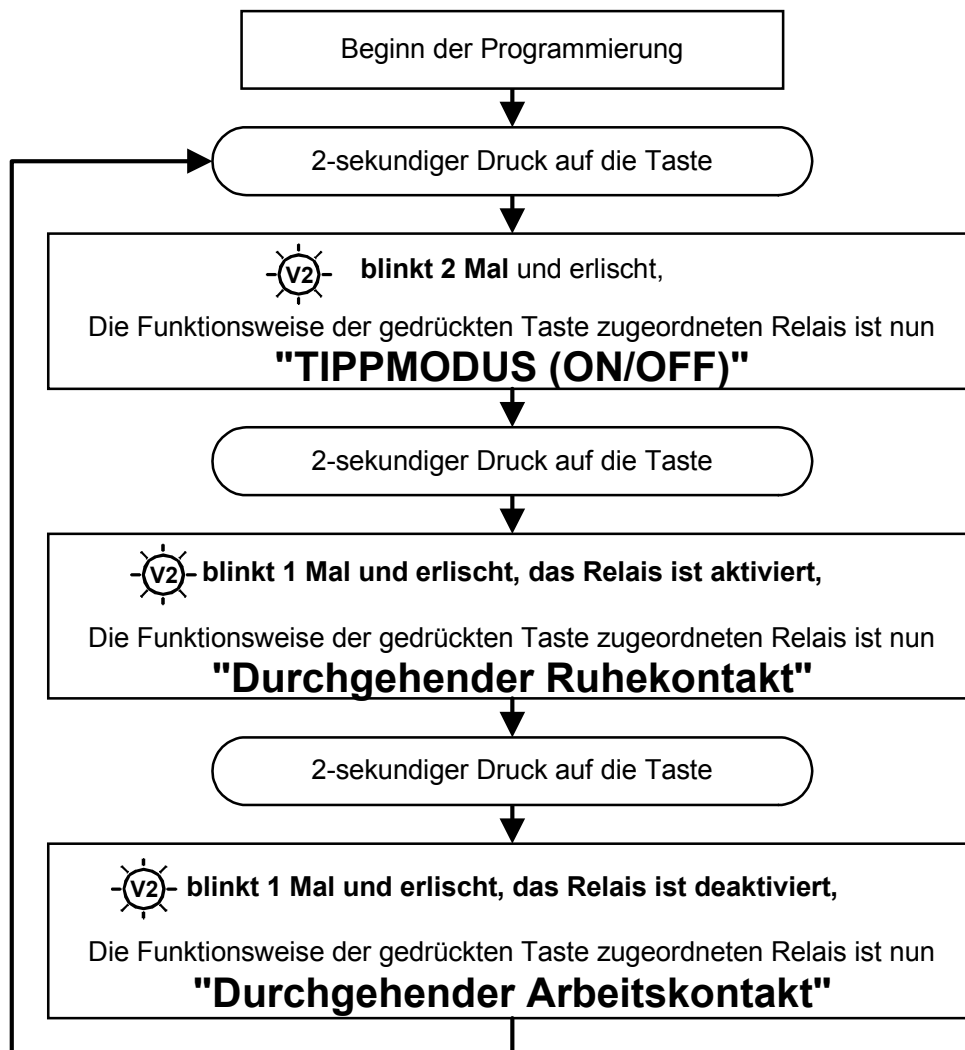 Beginn der Programmierung
2-sekundiger Druck auf die Taste
V2 blinkt 2 Mal und erlischt,
Die Funktionsweise der gedrückten Taste zugeordneten Relais ist nun
"TIPPMODUS (ON/OFF)"
2-sekundiger Druck auf die Taste
V2 blinkt 1 Mal und erlischt, das Relais ist aktiviert,
Die Funktionsweise der gedrückten Taste zugeordneten Relais ist nun
"Durchgehender Ruhekontakt"
2-sekundiger Druck auf die Taste
V2 blinkt 1 Mal und erlischt, das Relais ist deaktiviert,
Die Funktionsweise der gedrückten Taste zugeordneten Relais ist nun
"Durchgehender Arbeitskontakt"